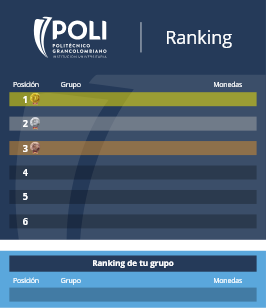 POLI
POLITÉCNICO
GRANCOLOMBIANO
INSTITUCIÓN UNIVERSITARIA
Ranking
Posición Grupo Monedas
1
2
3
4
5
6
Ranking de tu grupo
Posición Grupo Monedas